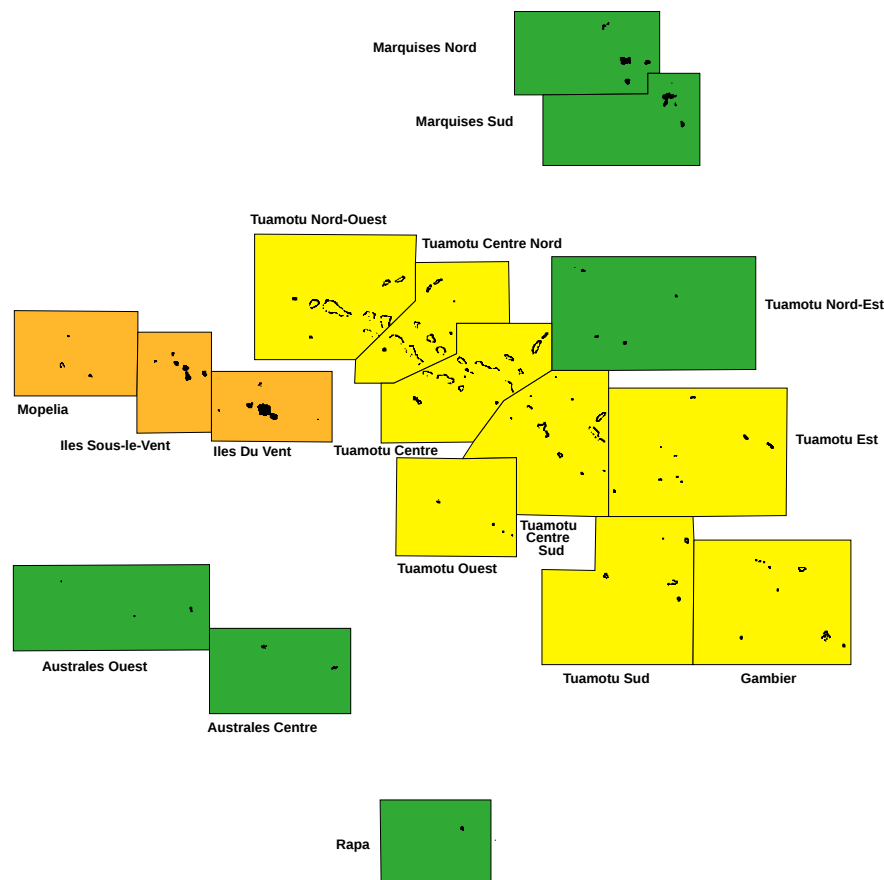 Marquises Nord
Marquises Sud
Tuamotu Nord-Ouest
Tuamotu Centre Nord
Tuamotu Nord-Est
Mopelia
Iles Sous-le-Vent
Iles Du Vent
Tuamotu Centre
Tuamotu Est
Tuamotu
Centre
Sud
Tuamotu Ouest
Australes Ouest
Tuamotu Sud
Gambier
Australes Centre
Rapa